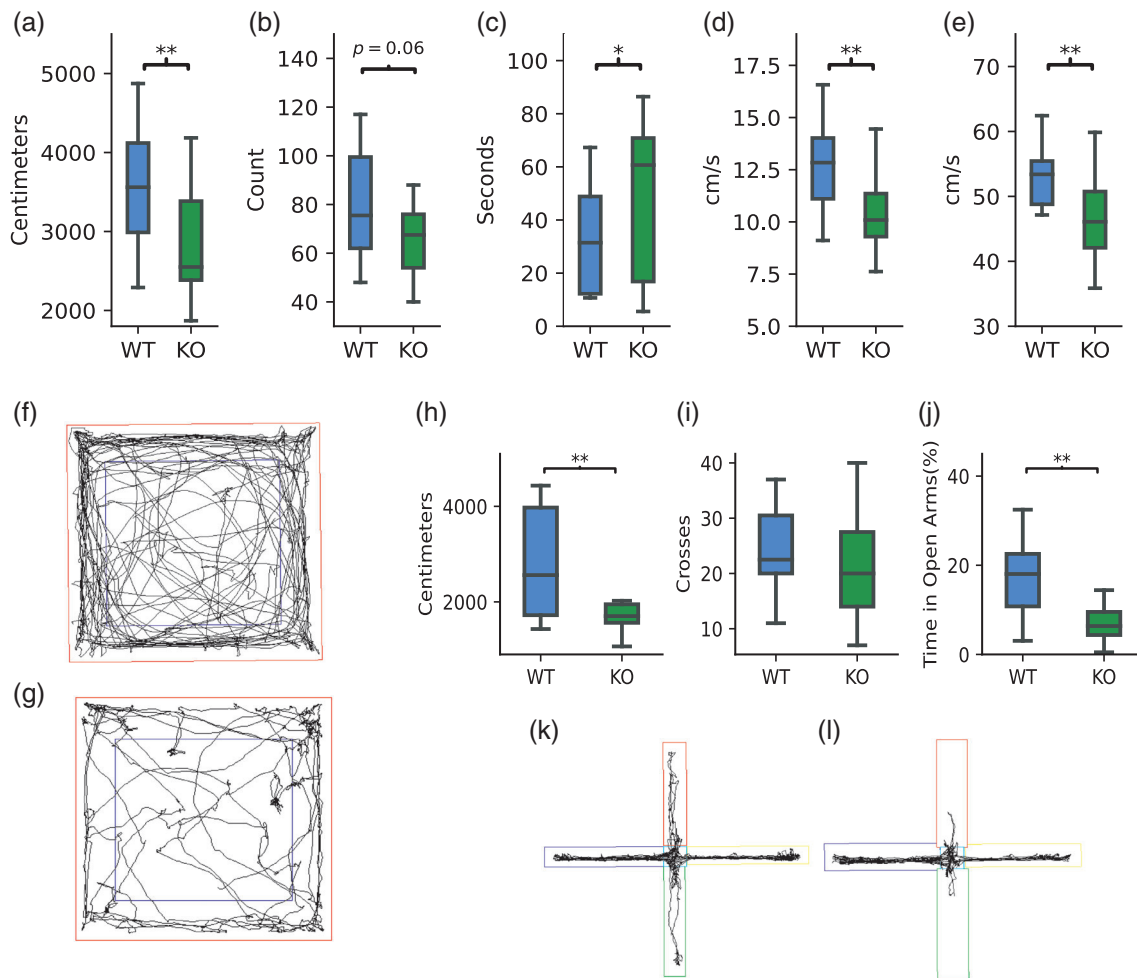 (a)
**
Centimeters
5000
4000
3000
2000
WT KO
(b)
p = 0.06
Count
140
120
100
80
60
40
WT KO
(c)
*
Seconds
100
80
60
40
20
0
WT KO
(d)
**
cm/s
17.5
15.0
12.5
10.0
7.5
5.0
WT KO
(e)
**
cm/s
70
60
50
40
30
WT KO
(f)
(g)
(h)
**
Centimeters
4000
2000
WT KO
(i)
Crosses
40
30
20
10
WT KO
(j)
**
Time in Open Arms(%)
40
20
0
WT KO
(k)
(l)